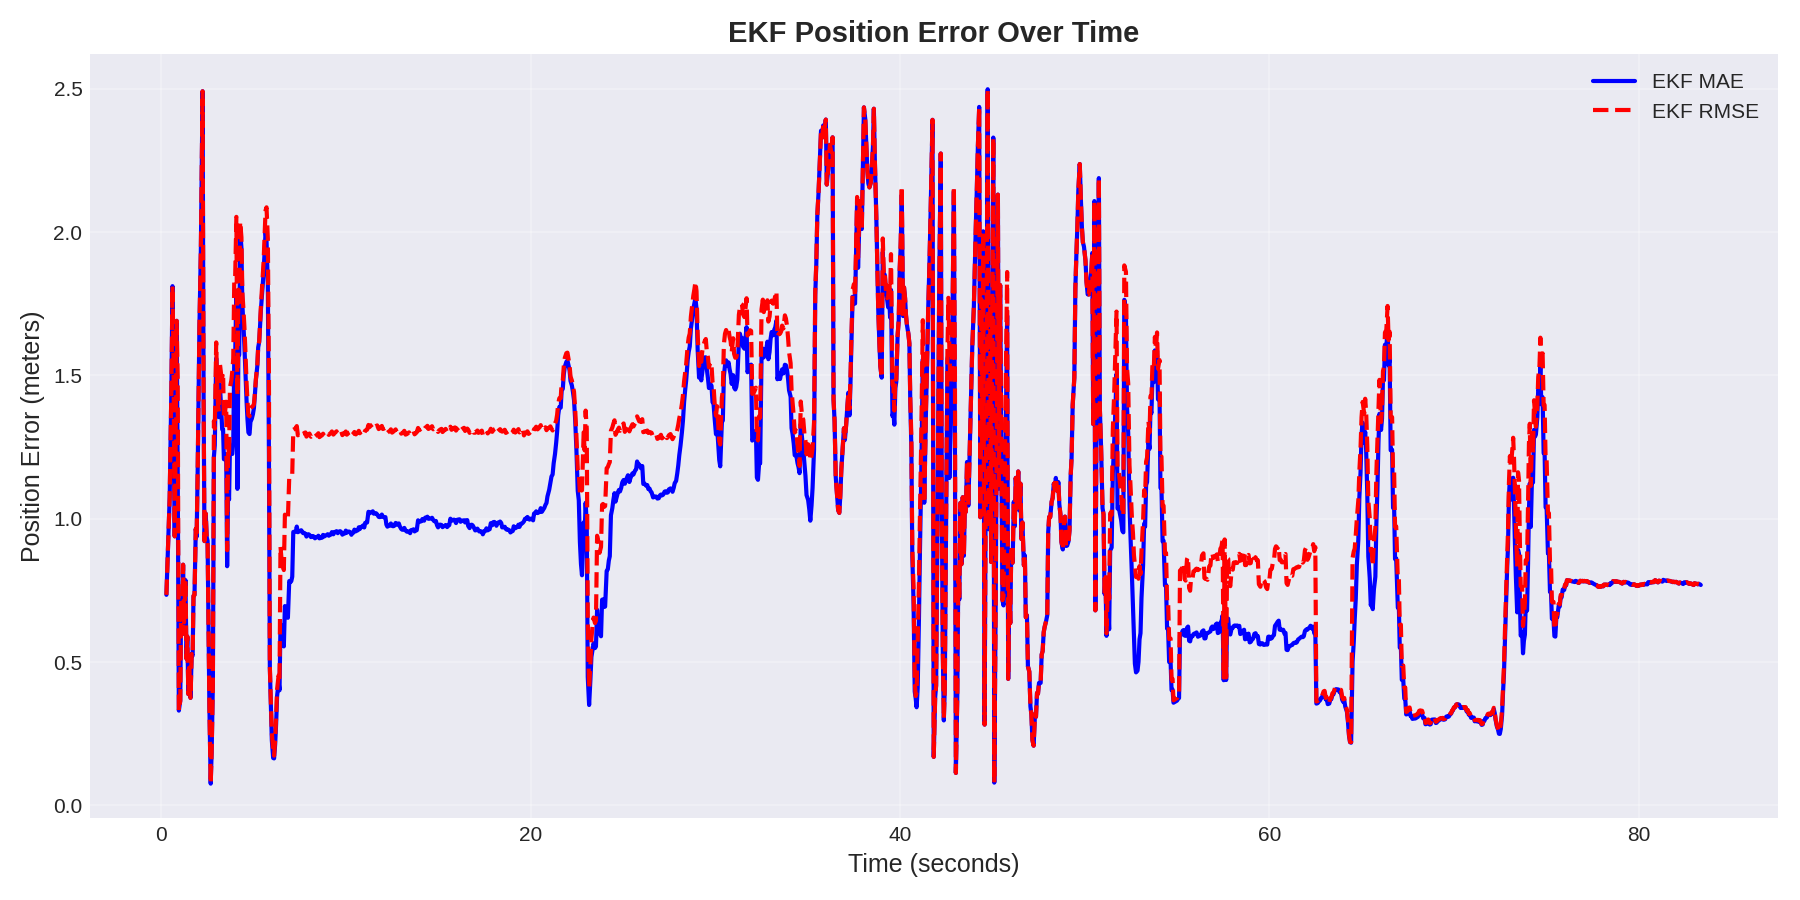 EKF Position Error Over Time
EKF MAE
EKF RMSE
Position Error (meters)
2.5
2.0
1.5
1.0
0.5
0.0
0 20 40 60 80
Time (seconds)